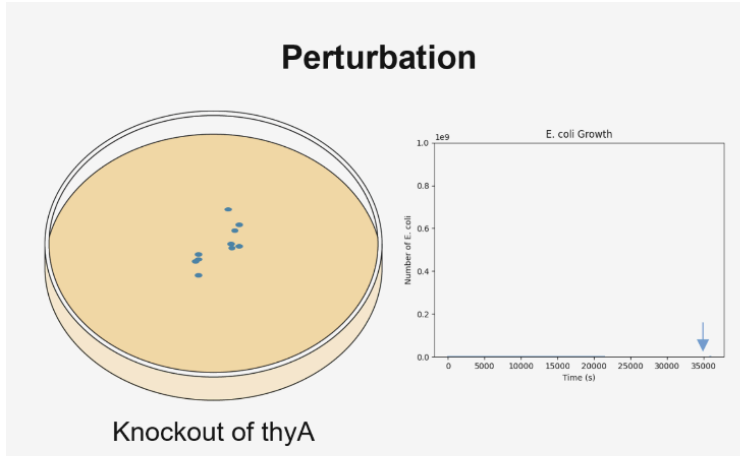 Perturbation
E. coli Growth
1e9
1.0
0.8
0.6
0.4
0.2
0.0
Number of E. coli
0 5000 10000 15000 20000 25000 30000 35000
Time (s)
Knockout of thyA